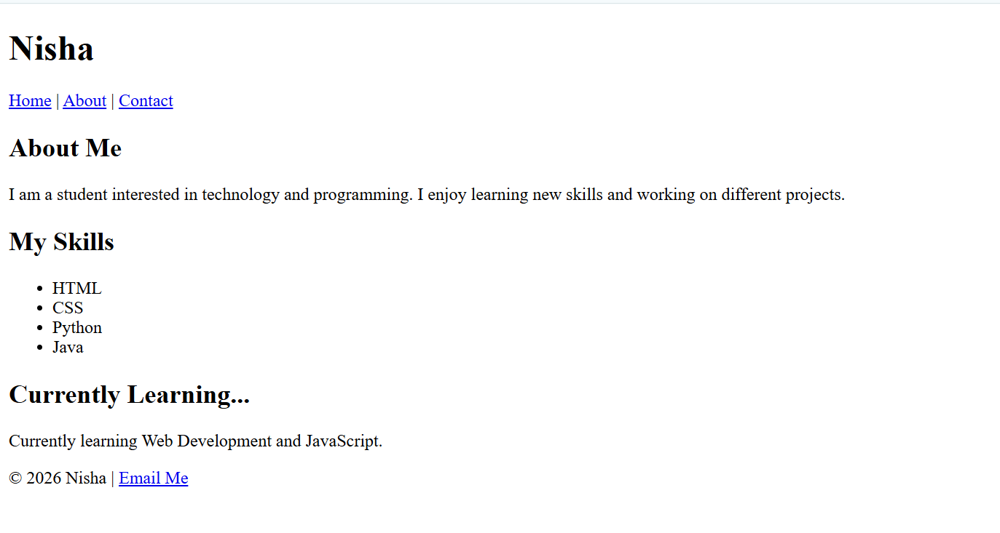 Nisha
Home | About | Contact
About Me
I am a student interested in technology and programming. I enjoy learning new skills and working on different projects.
My Skills
• HTML
• CSS
• Python
• Java
Currently Learning...
Currently learning Web Development and JavaScript.
© 2026 Nisha | Email Me